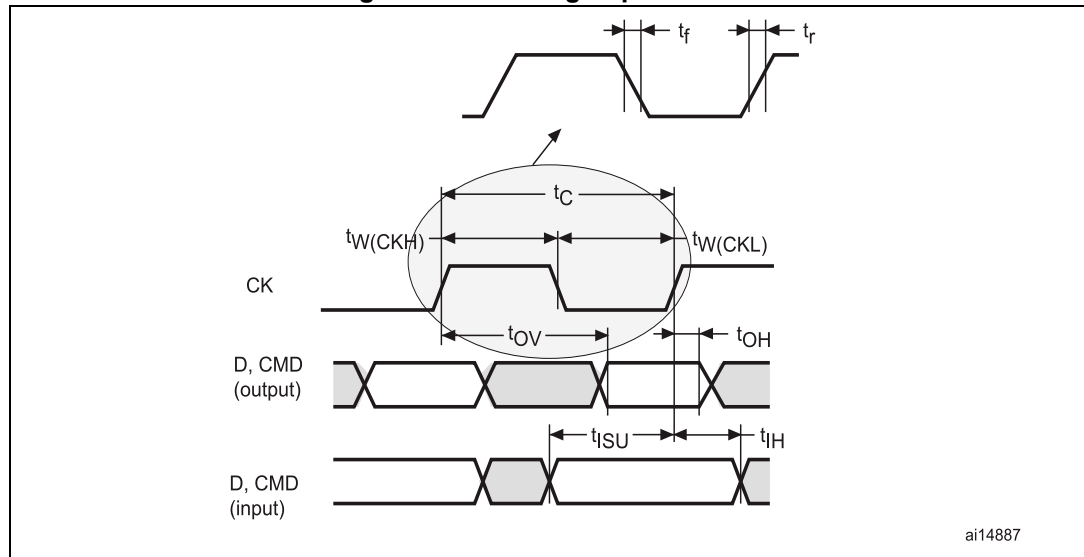 tf
tr
tC
tW(CKH)
tW(CKL)
CK
tOV
tOH
D, CMD
(output)
tISU
tIH
D, CMD
(input)
ai14887